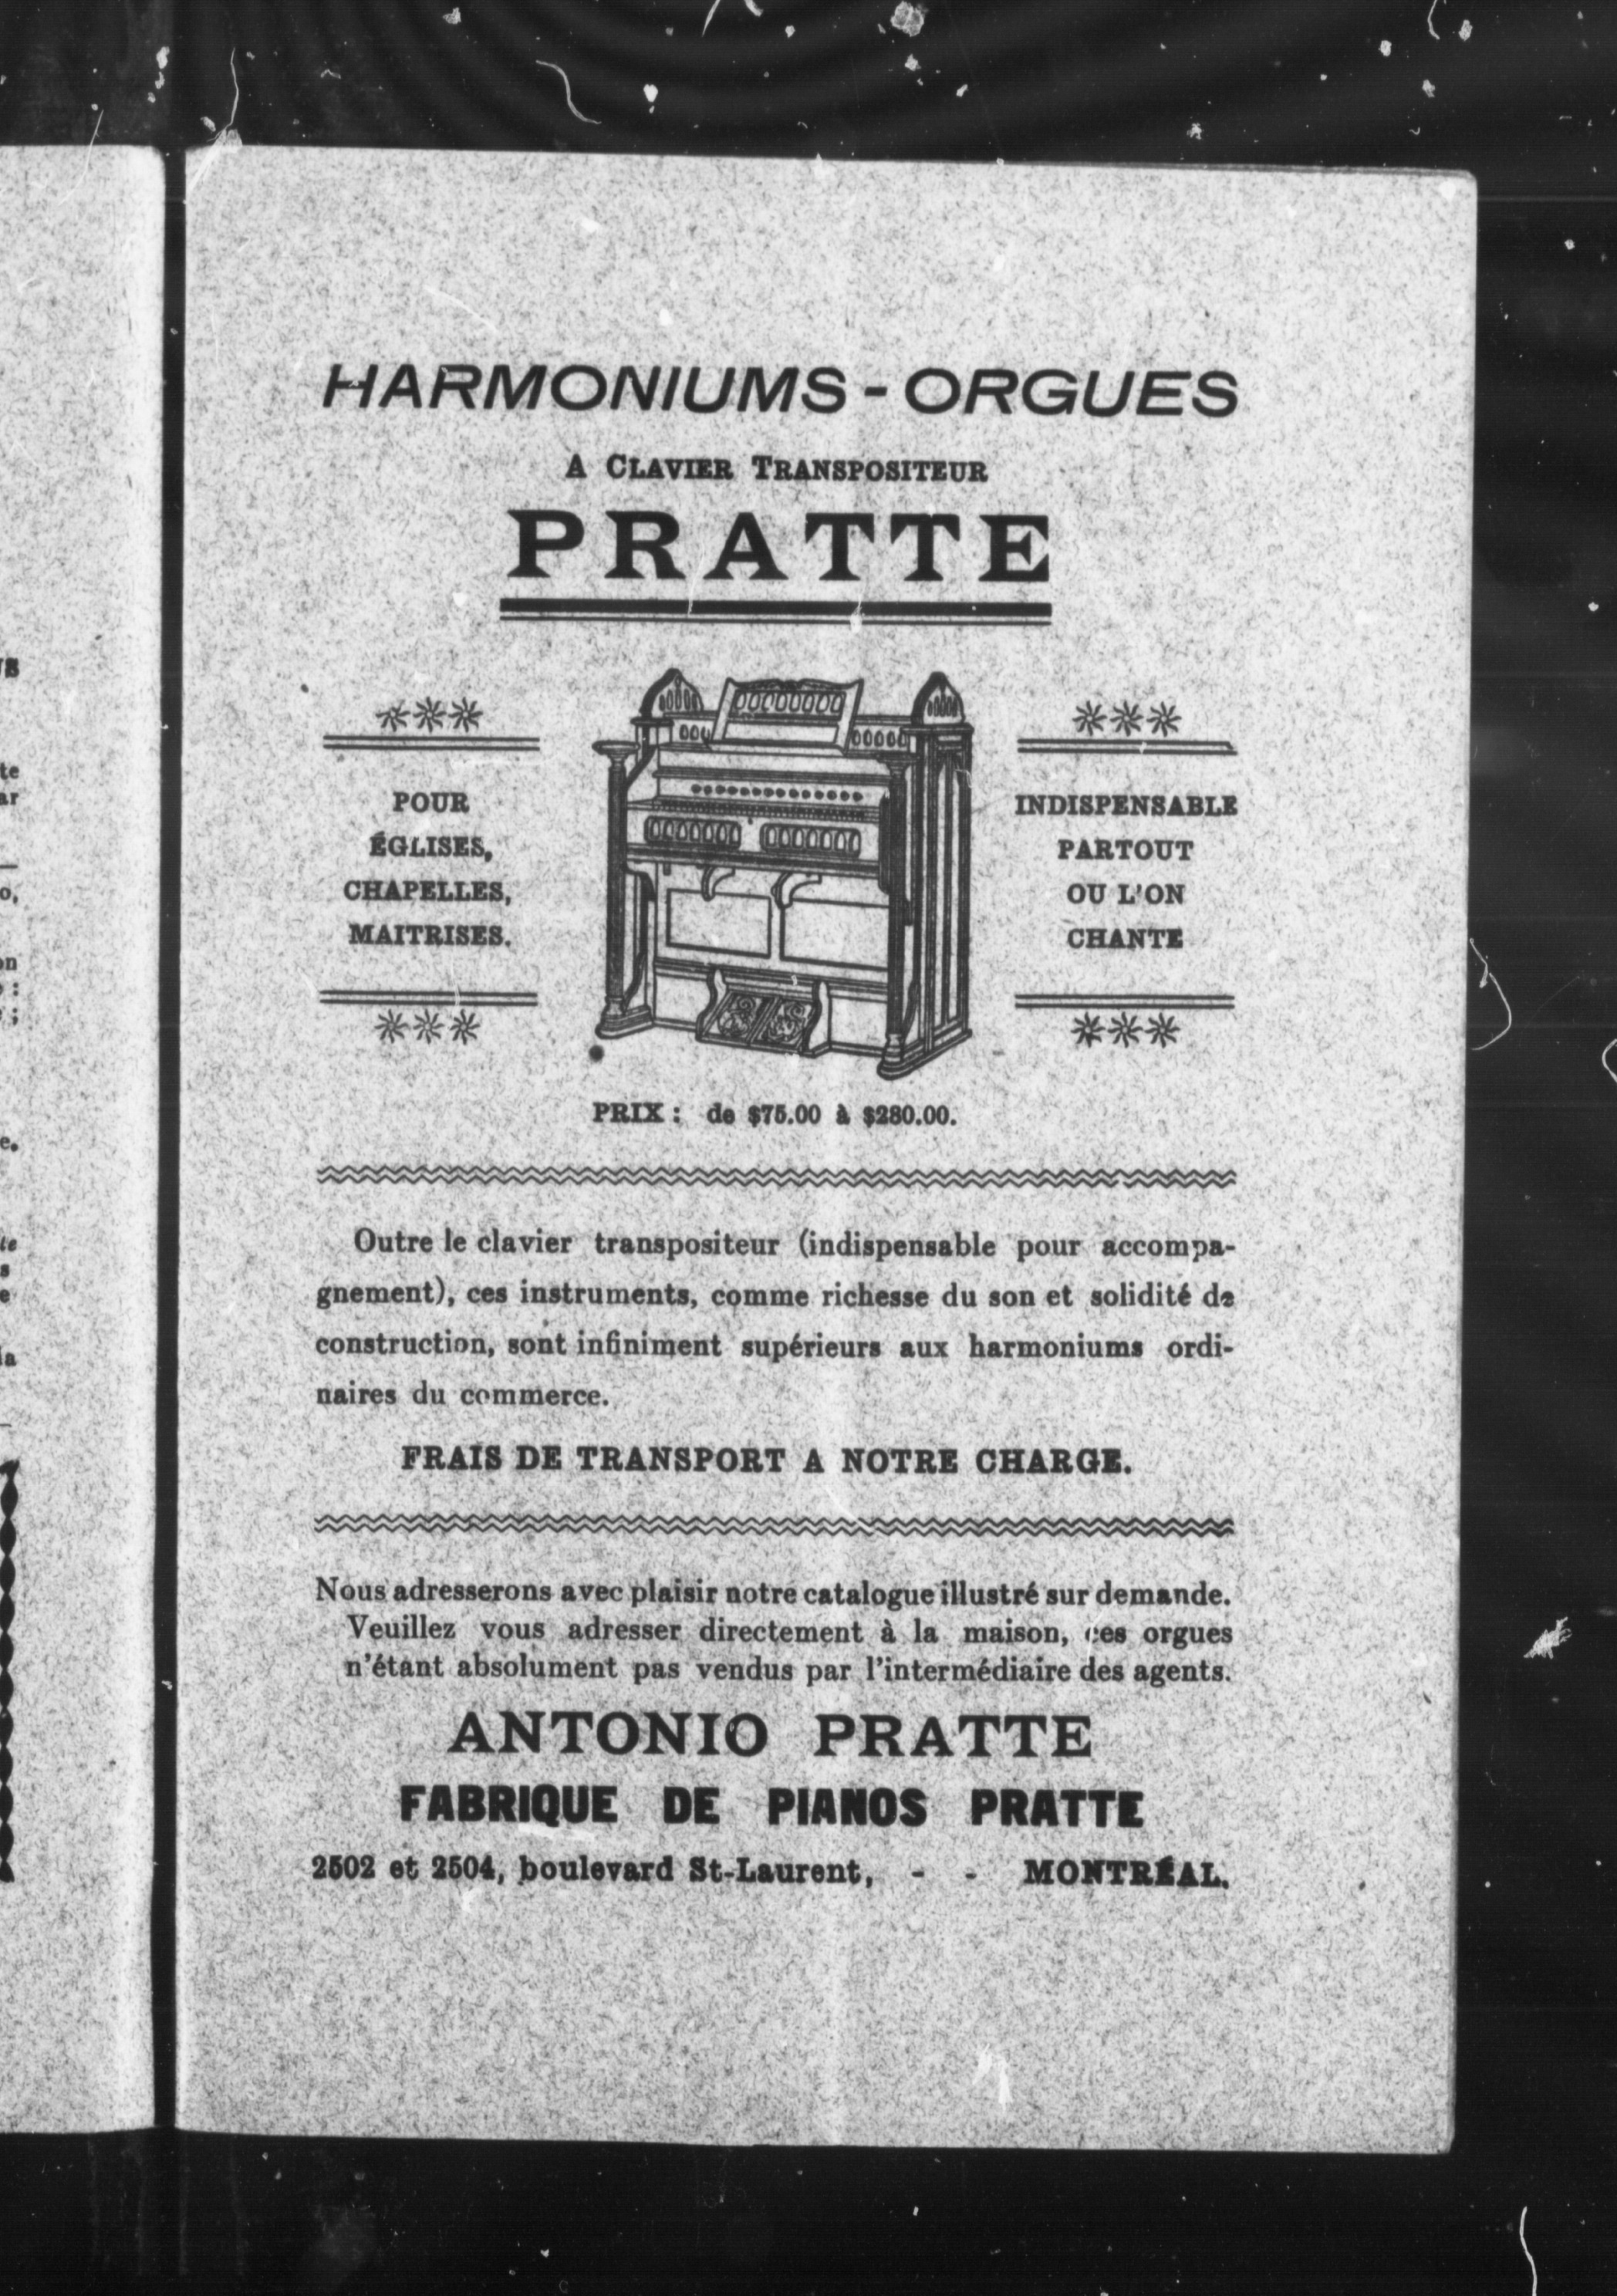 HARMONIUMS - ORGUES
A CLAVIER TRANSPOSITEUR
PRATTE
POUR
ÉGLISES,
CHAPELLES,
MAITRISES.
INDISPENSABLE
PARTOUT
OU L'ON
CHANTE
PRIX : de $75.00 à $280.00.
Outre le clavier transpositeur (indispensable pour accompa-
gnement), ces instruments, comme richesse du son et solidité de
construction, sont infiniment supérieurs aux harmoniums ordi-
naires du commerce.
FRAIS DE TRANSPORT A NOTRE CHARGE.
Nous adresserons avec plaisir notre catalogue illustré sur demande.
Veuillez vous adresser directement à la maison, ces orgues
n'étant absolument pas vendus par l'intermédiaire des agents.
ANTONIO PRATTE
FABRIQUE DE PIANOS PRATTE
2502 et 2504, boulevard St-Laurent, - - MONTRÉAL.